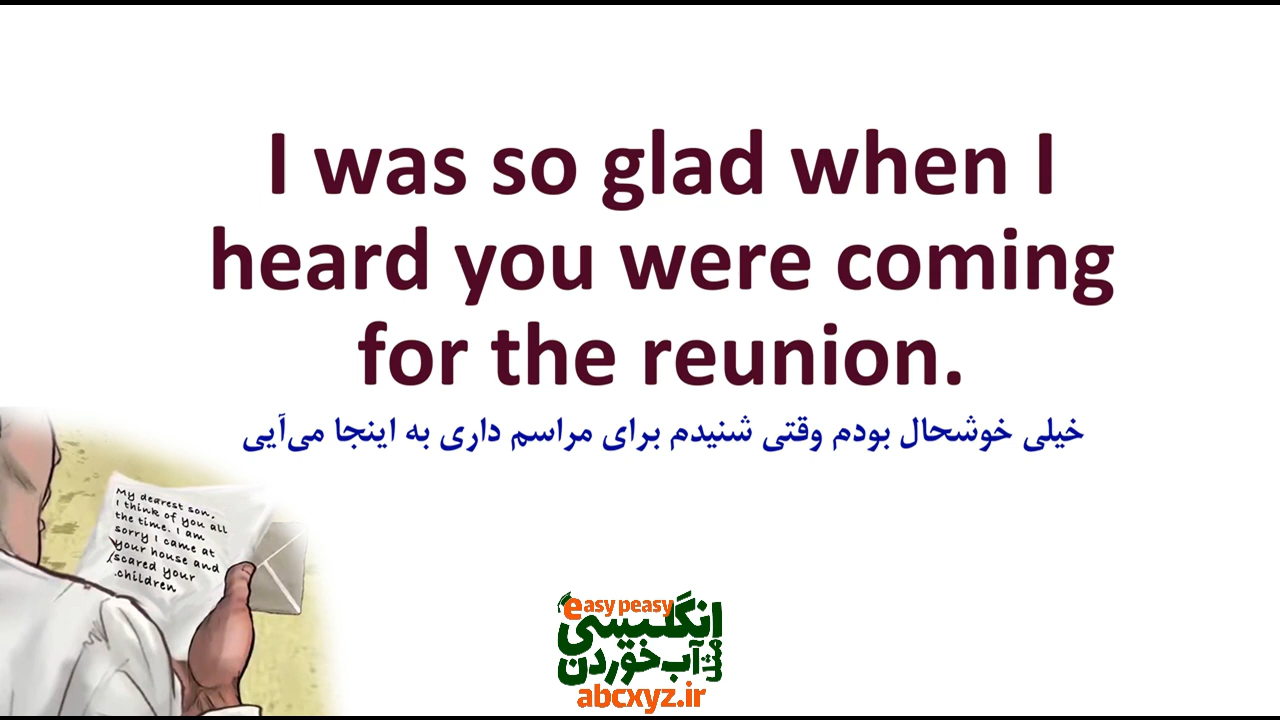 I was so glad when I
heard you were coming
for the reunion.
خیلی خوشحال بودم وقتی شنیدم برای مراسم داری به اینجا می‌آیی
My dearest son,
I think of you all
the time. I am
sorry I came at
your house and
scared your
.children
easy peasy
انگلیسی
مثل آب خوردن
abcxyz.ir